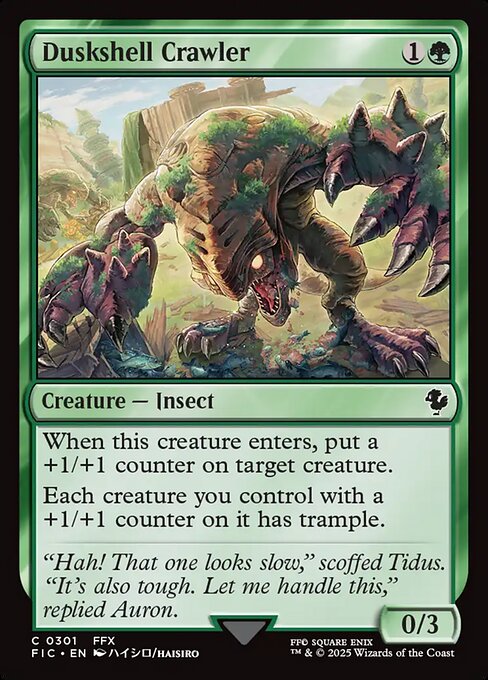 Duskshell Crawler 1
Creature — Insect
When this creature enters, put a
+1/+1 counter on target creature.
Each creature you control with a
+1/+1 counter on it has trample.
“Hah! That one looks slow,” scoffed Tidus.
“It’s also tough. Let me handle this,”
replied Auron.
0/3
C 0301 FFX
FIC • EN ハイシロ/HAISIRO
FF© SQUARE ENIX
™ & © 2025 Wizards of the Coast